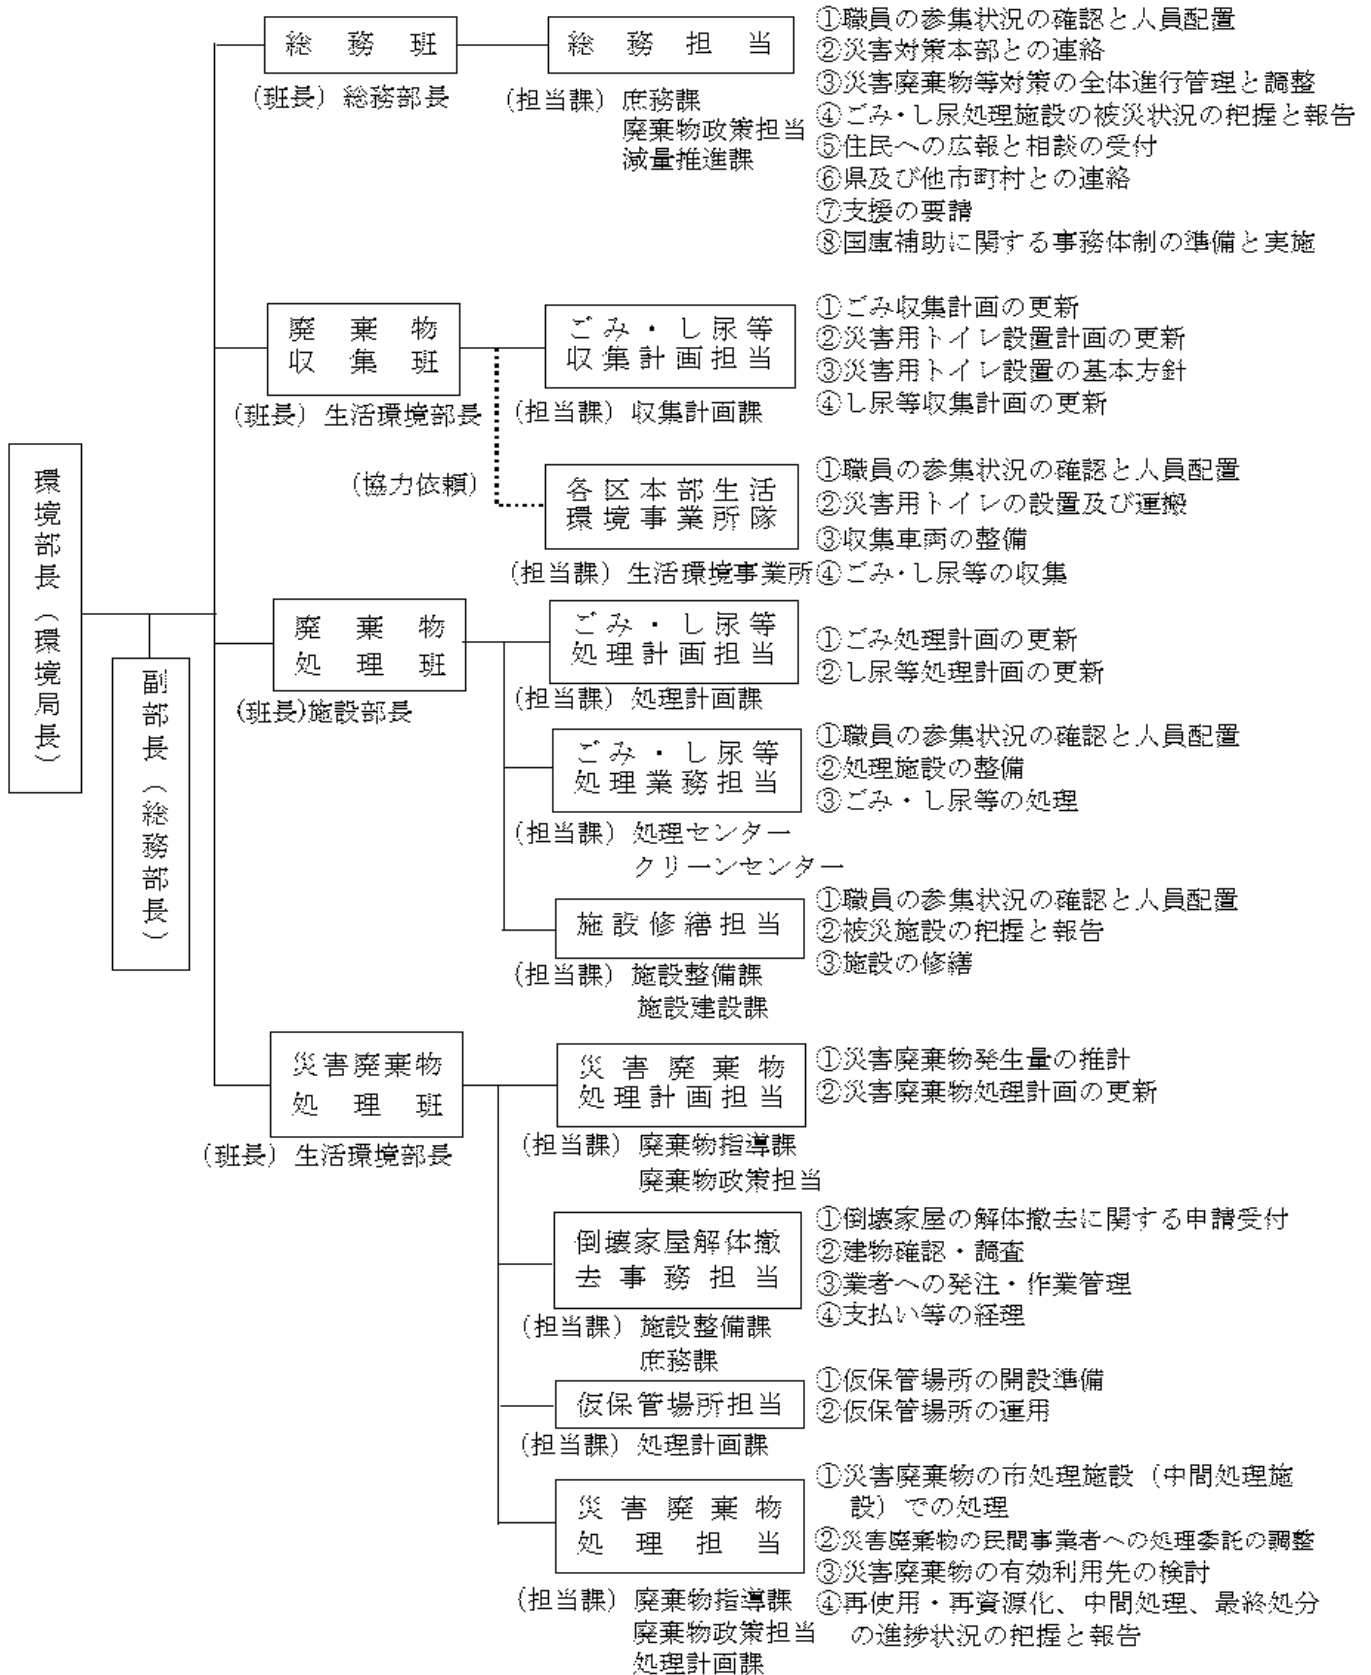 環境部長（環境局長）
副部長（総務部長）
総務班
(班長) 総務部長
総務担当
(担当課) 庶務課
廃棄物政策担当
減量推進課
①職員の参集状況の確認と人員配置
②災害対策本部との連絡
③災害廃棄物等対策の全体進行管理と調整
④ごみ･し尿処理施設の被災状況の把握と報告
⑤住民への広報と相談の受付
⑥県及び他市町村との連絡
⑦支援の要請
⑧国庫補助に関する事務体制の準備と実施
廃棄物
収集班
(班長) 生活環境部長
ごみ・し尿等
収集計画担当
(担当課) 収集計画課
①ごみ収集計画の更新
②災害用トイレ設置計画の更新
③災害用トイレ設置の基本方針
④し尿等収集計画の更新
(協力依頼)
各区本部生活
環境事業所隊
(担当課) 生活環境事業所
①職員の参集状況の確認と人員配置
②災害用トイレの設置及び運搬
③収集車両の整備
④ごみ･し尿等の収集
廃棄物
処理班
(班長)施設部長
ごみ・し尿等
処理計画担当
(担当課) 処理計画課
①ごみ処理計画の更新
②し尿等処理計画の更新
ごみ・し尿等
処理業務担当
(担当課) 処理センター
クリーンセンター
①職員の参集状況の確認と人員配置
②処理施設の整備
③ごみ・し尿等の処理
施設修繕担当
(担当課) 施設整備課
施設建設課
①職員の参集状況の確認と人員配置
②被災施設の把握と報告
③施設の修繕
災害廃棄物
処理班
(班長) 生活環境部長
災害廃棄物
処理計画担当
(担当課) 廃棄物指導課
廃棄物政策担当
①災害廃棄物発生量の推計
②災害廃棄物処理計画の更新
倒壊家屋解体撤
去事務担当
(担当課) 施設整備課
庶務課
①倒壊家屋の解体撤去に関する申請受付
②建物確認・調査
③業者への発注・作業管理
④支払い等の経理
仮保管場所担当
(担当課) 処理計画課
①仮保管場所の開設準備
②仮保管場所の運用
災害廃棄物
処理担当
(担当課) 廃棄物指導課
廃棄物政策担当
処理計画課
①災害廃棄物の市処理施設（中間処理施
設）での処理
②災害廃棄物の民間事業者への処理委託の調整
③災害廃棄物の有効利用先の検討
④再使用・再資源化、中間処理、最終処分
の進捗状況の把握と報告